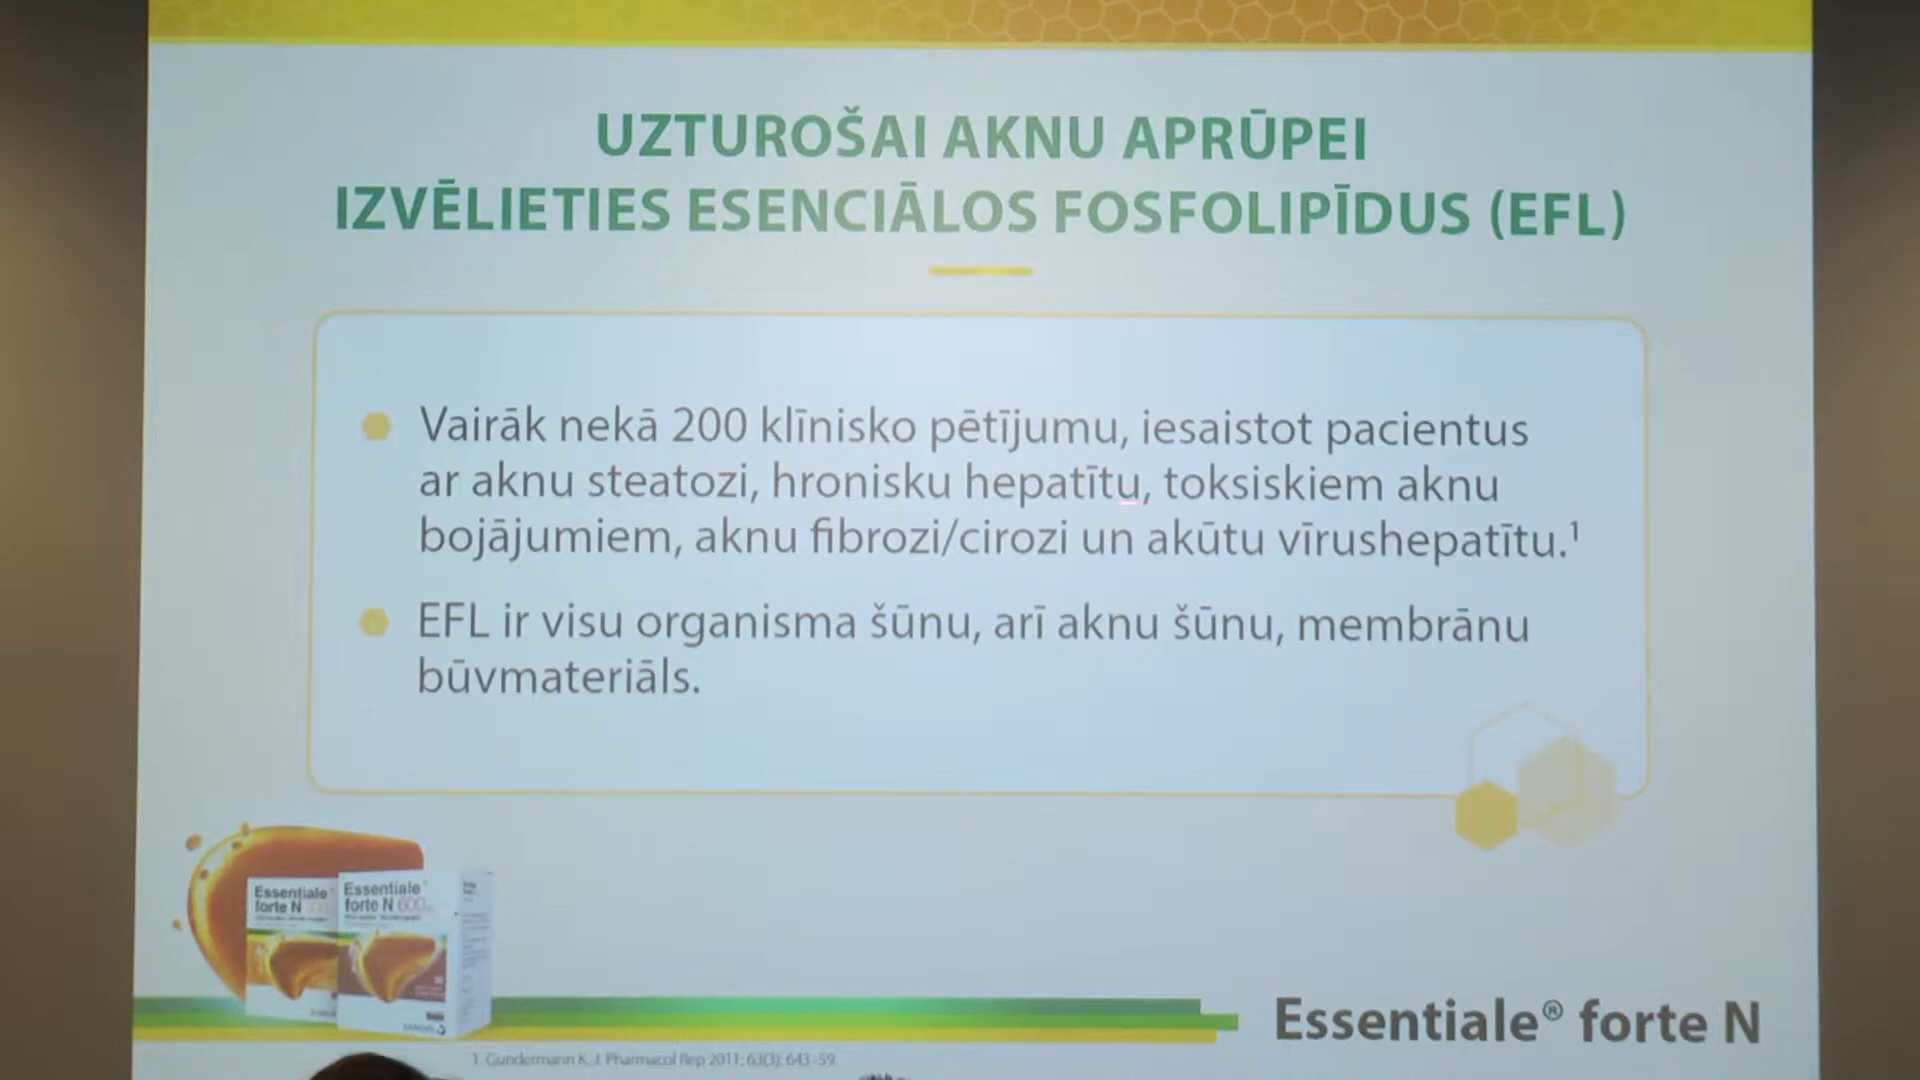 UZTUROŠAI AKNU APRŪPEI
IZVĒLIETIES ESENCIĀLOS FOSFOLIPĪDUS (EFL)
Vairāk nekā 200 klīnisko pētījumu, iesaistot pacientus
ar aknu steatozi, hronisku hepatītu, toksiskiem aknu
bojājumiem, aknu fibrozi/cirozi un akūtu vīrushepatītu.¹
EFL ir visu organisma šūnu, arī aknu šūnu, membrānu
būvmateriāls.
Essentiale
forte N
Essentiale
forte N 600
Essentiale® forte N
1. Gundermann K. J. Pharmacol Rep 2011; 63(3): 643-59.